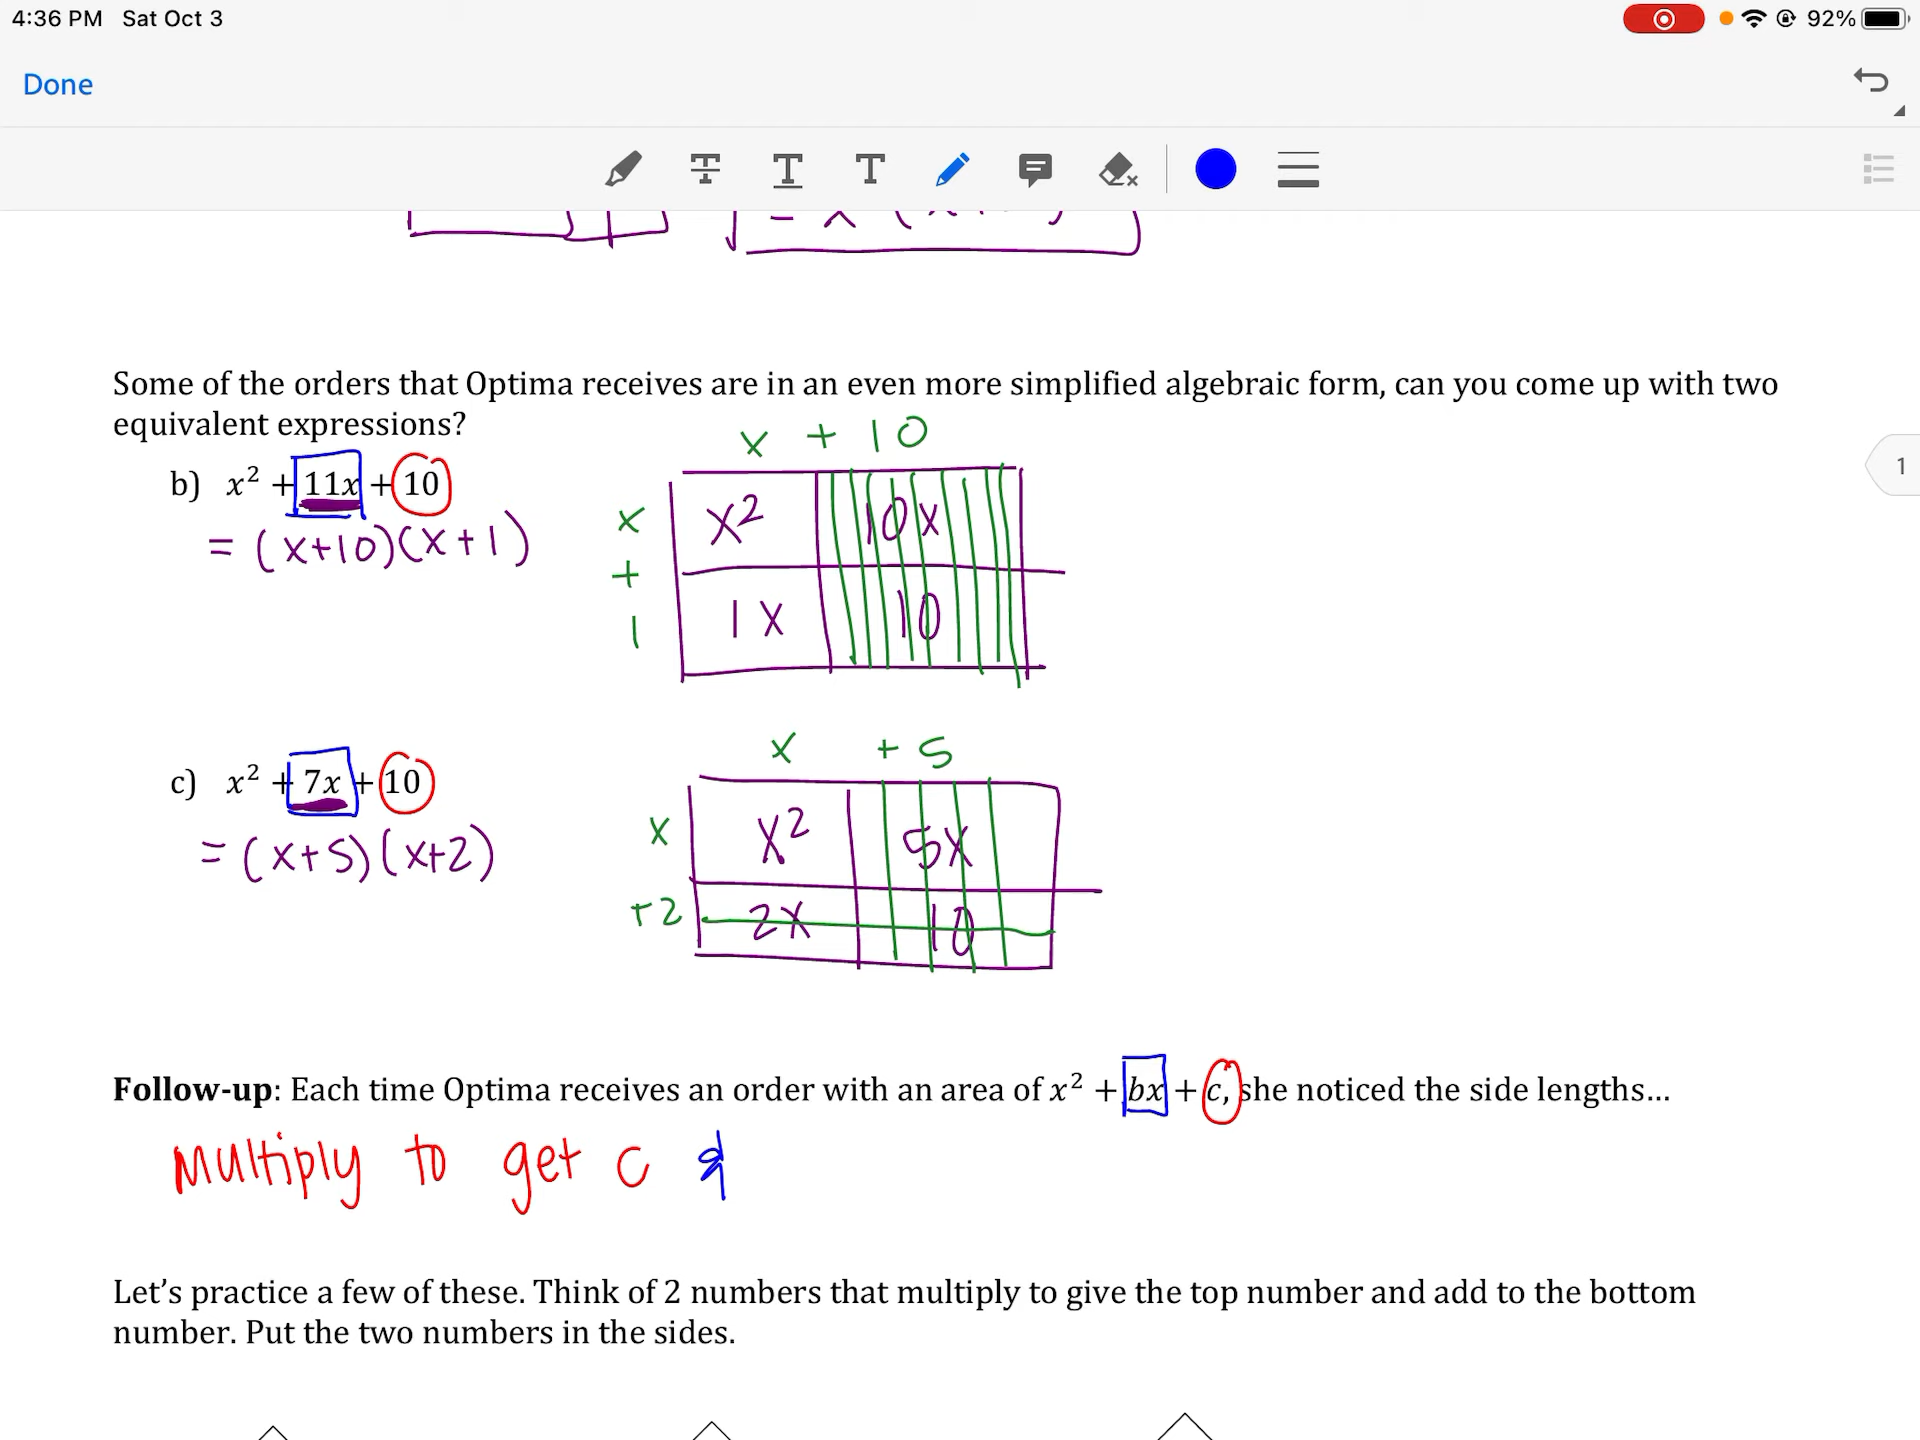 4:36 PM Sat Oct 3
92%
Done
Some of the orders that Optima receives are in an even more simplified algebraic form, can you come up with two
equivalent expressions?
x + 10
b) x² + 11x + 10
= (x+10)(x+1)
x
x² 10x
+
1
1x 10
x + 5
c) x² + 7x + 10
= (x+5)(x+2)
x
x² 5x
+2
2x 10
1
Follow-up: Each time Optima receives an order with an area of x² + bx + c, she noticed the side lengths…
Multiply to get c &
Let’s practice a few of these. Think of 2 numbers that multiply to give the top number and add to the bottom
number. Put the two numbers in the sides.